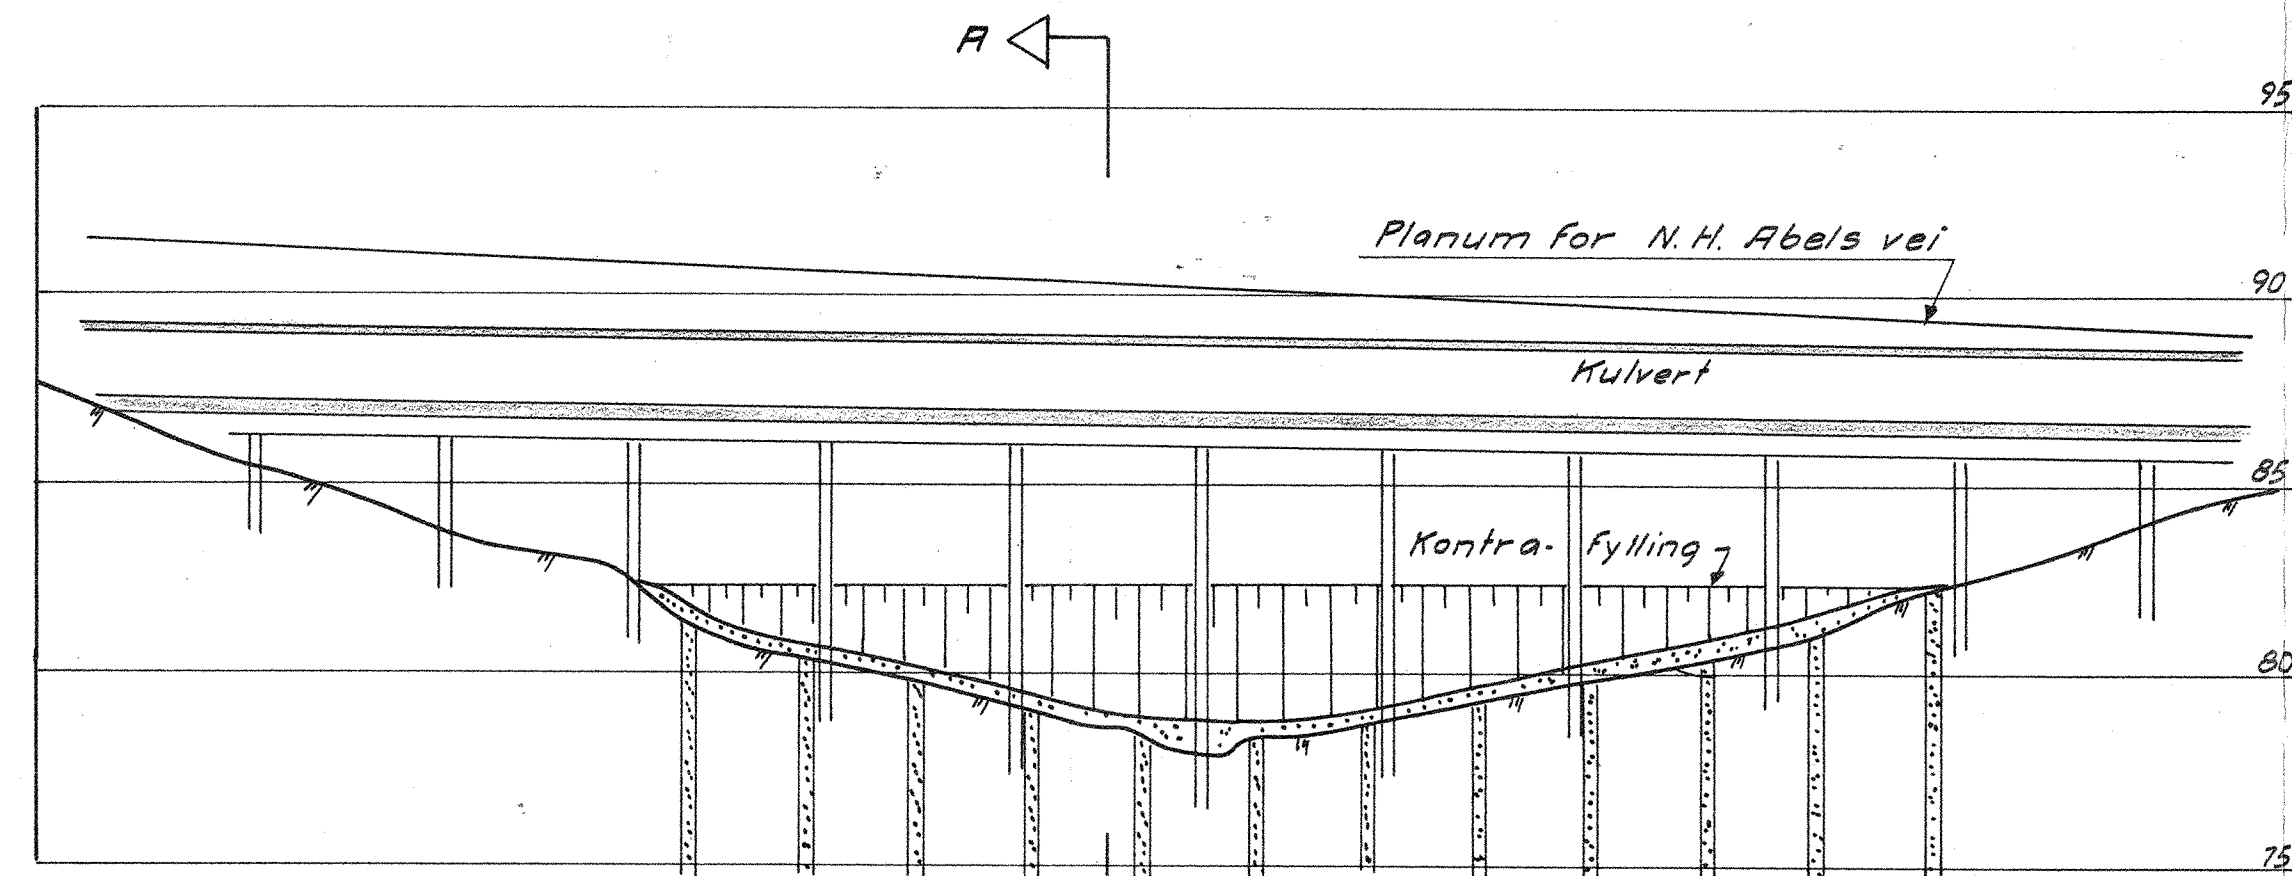 A
95
Planum for N. H. Abels vei
90
Kulvert
85
Kontra- fylling
80
75